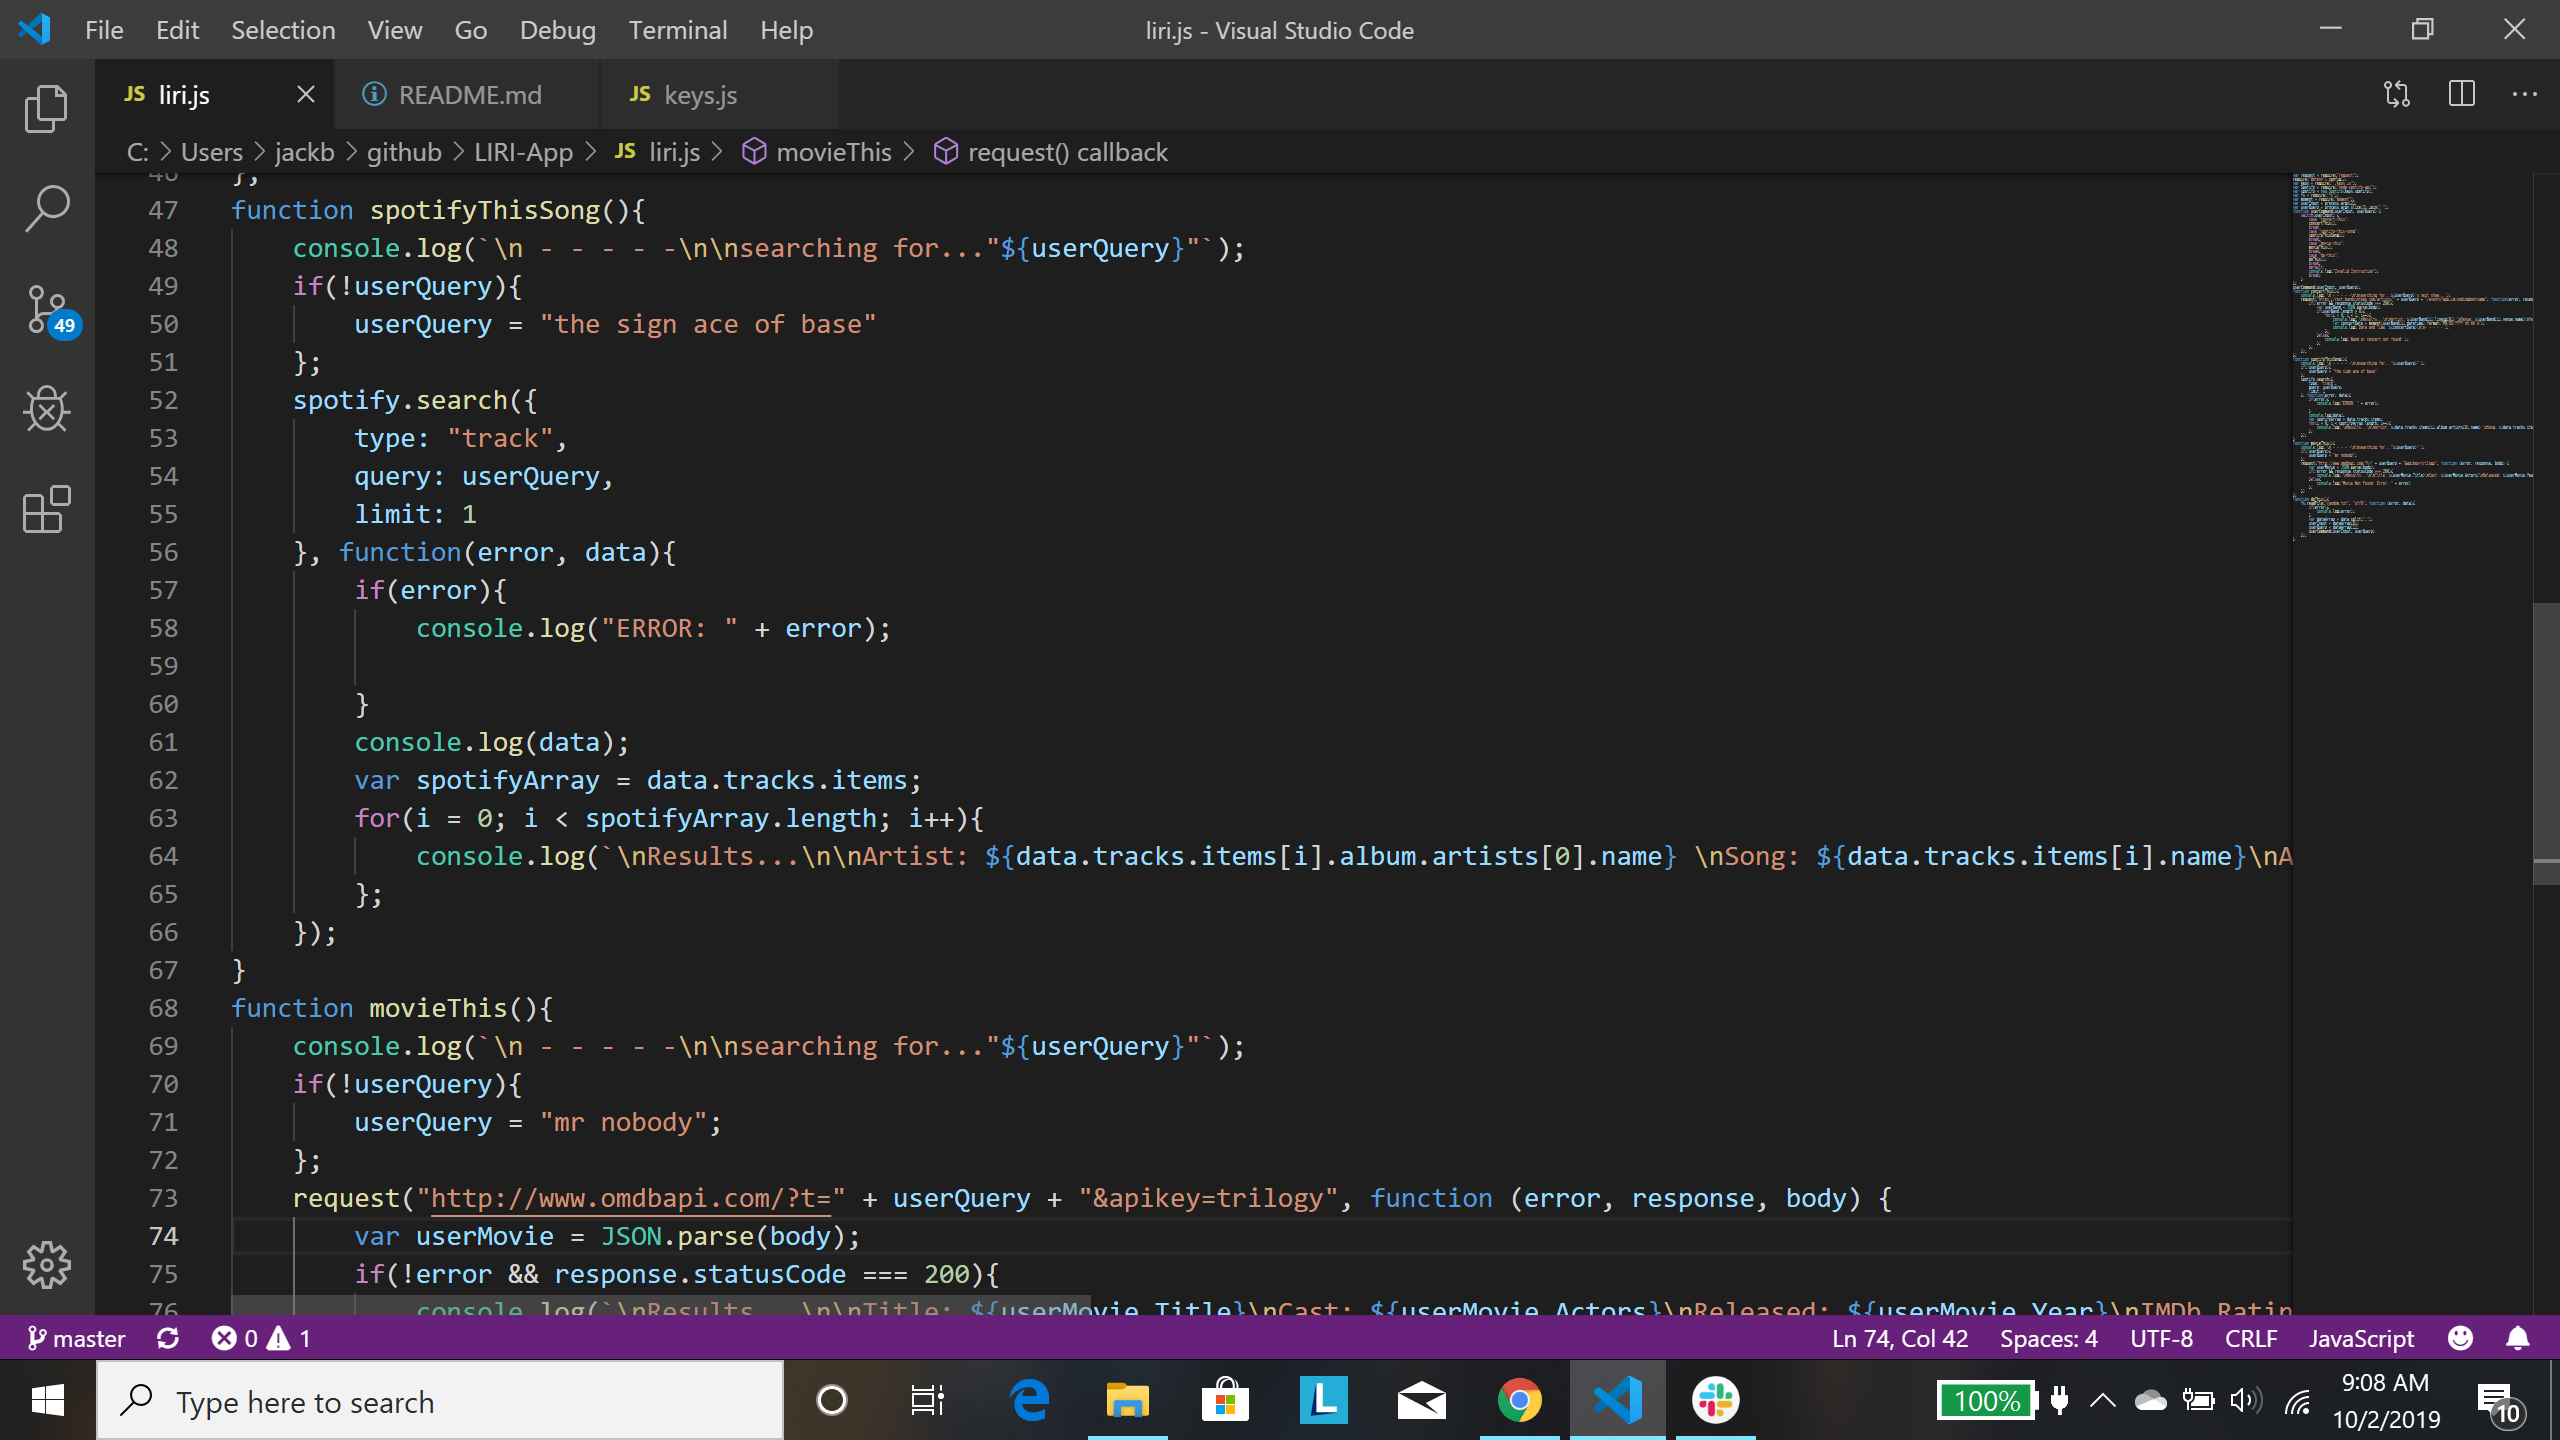 File Edit Selection View Go Debug Terminal Help liri.js - Visual Studio Code
JS liri.js README.md JS keys.js
C: > Users > jackb > github > LIRI-App > JS liri.js > movieThis > request() callback
46 };
47 function spotifyThisSong(){
48 console.log(`\n - - - - -\n\nsearching for..."${userQuery}"`);
49 if(!userQuery){
50 userQuery = "the sign ace of base"
51 };
52 spotify.search({
53 type: "track",
54 query: userQuery,
55 limit: 1
56 }, function(error, data){
57 if(error){
58 console.log("ERROR: " + error);
59
60 }
61 console.log(data);
62 var spotifyArray = data.tracks.items;
63 for(i = 0; i < spotifyArray.length; i++){
64 console.log(`\nResults...\n\nArtist: ${data.tracks.items[i].album.artists[0].name} \nSong: ${data.tracks.items[i].name}\nA
65 };
66 });
67 }
68 function movieThis(){
69 console.log(`\n - - - - -\n\nsearching for..."${userQuery}"`);
70 if(!userQuery){
71 userQuery = "mr nobody";
72 };
73 request("http://www.omdbapi.com/?t=" + userQuery + "&apikey=trilogy", function (error, response, body) {
74 var userMovie = JSON.parse(body);
75 if(!error && response.statusCode === 200){
76 console.log(`\nResults...\n\nTitle: ${userMovie.Title}\nCast: ${userMovie.Actors}\nReleased: ${userMovie.Year}\nIMDb Ratin
49
master 0 1 Ln 74, Col 42 Spaces: 4 UTF-8 CRLF JavaScript
Type here to search L 100% 9:08 AM
10/2/2019 10